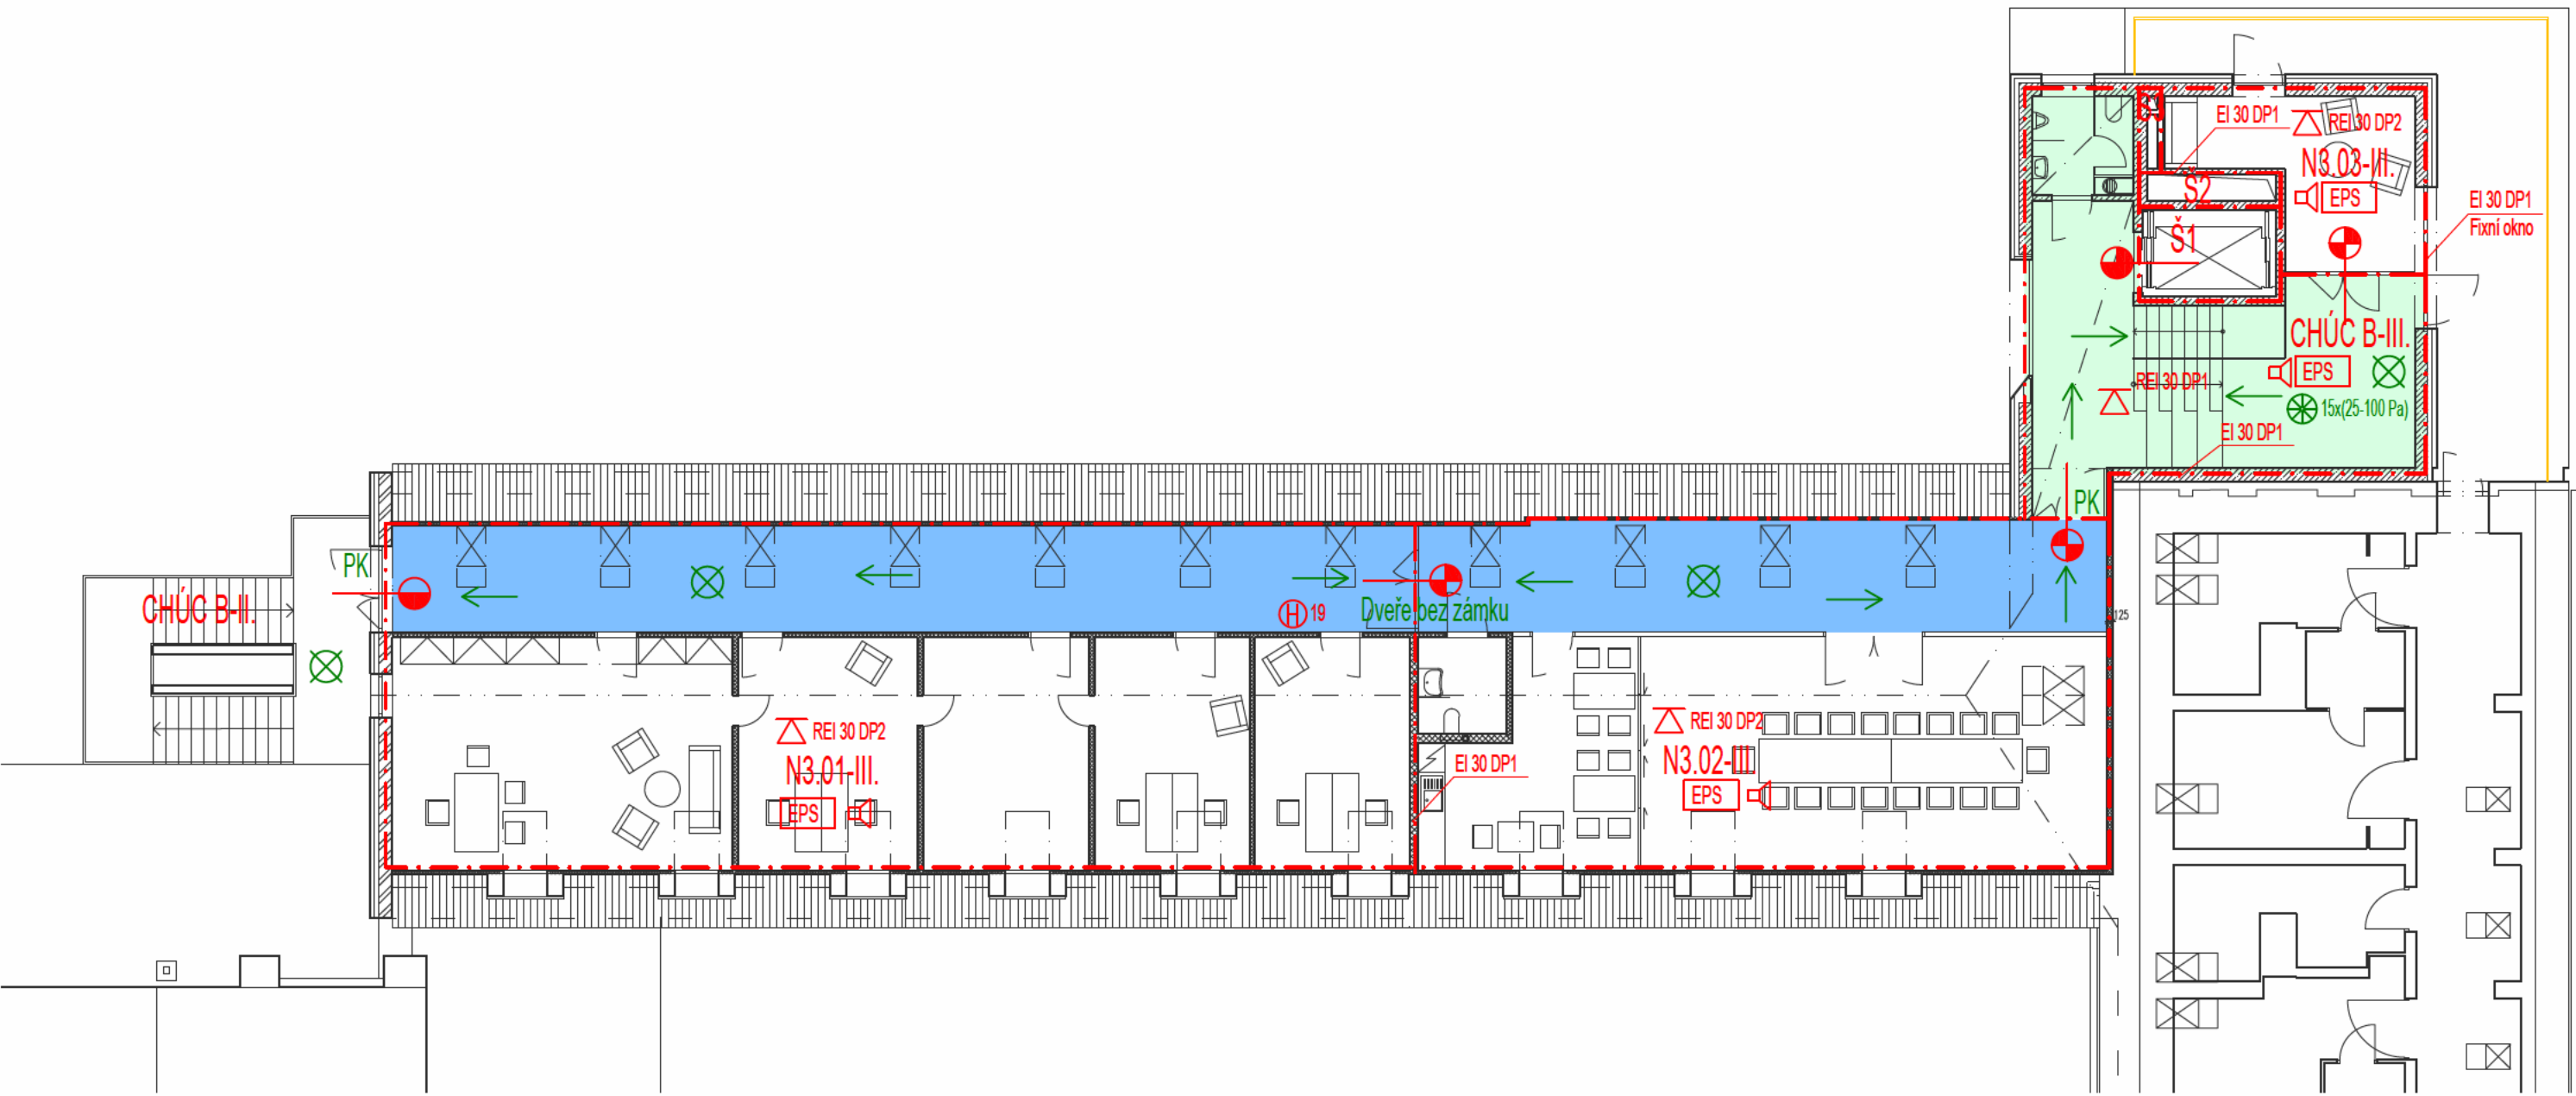 EI 30 DP1
REI 30 DP2
N3.03-III.
EPS
Š2
Š1
EI 30 DP1
Fixní okno
CHÚC B-III.
EPS
REI 30 DP1
15x(25-100 Pa)
EI 30 DP1
PK
PK
CHÚC B-II.
H 19
Dveře bez zámku
125
REI 30 DP2
N3.01-III.
EPS
EI 30 DP1
REI 30 DP2
N3.02-III.
EPS